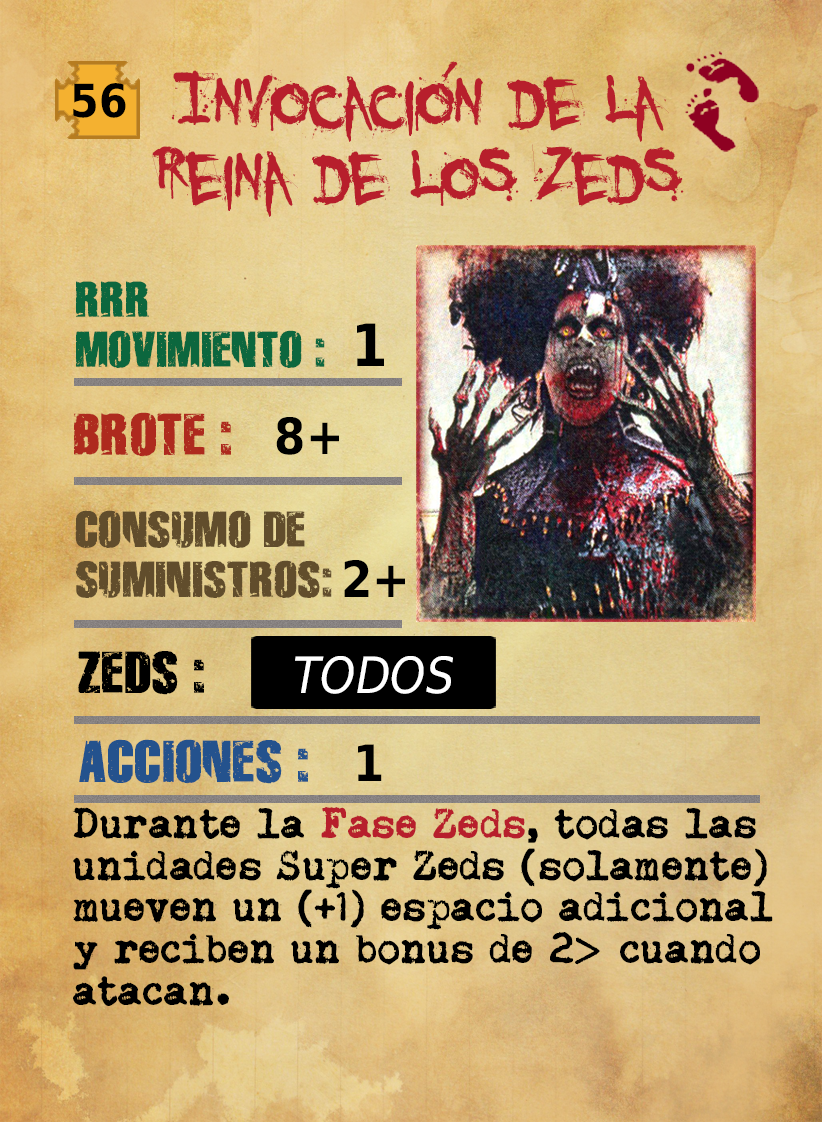 56
INVOCACIÓN DE LA
REINA DE LOS ZEDS
RRR
MOVIMIENTO : 1
BROTE : 8+
CONSUMO DE
SUMINISTROS: 2+
ZEDS : TODOS
ACCIONES : 1
Durante la Fase Zeds, todas las
unidades Super Zeds (solamente)
mueven un (+1) espacio adicional
y reciben un bonus de 2> cuando
atacan.